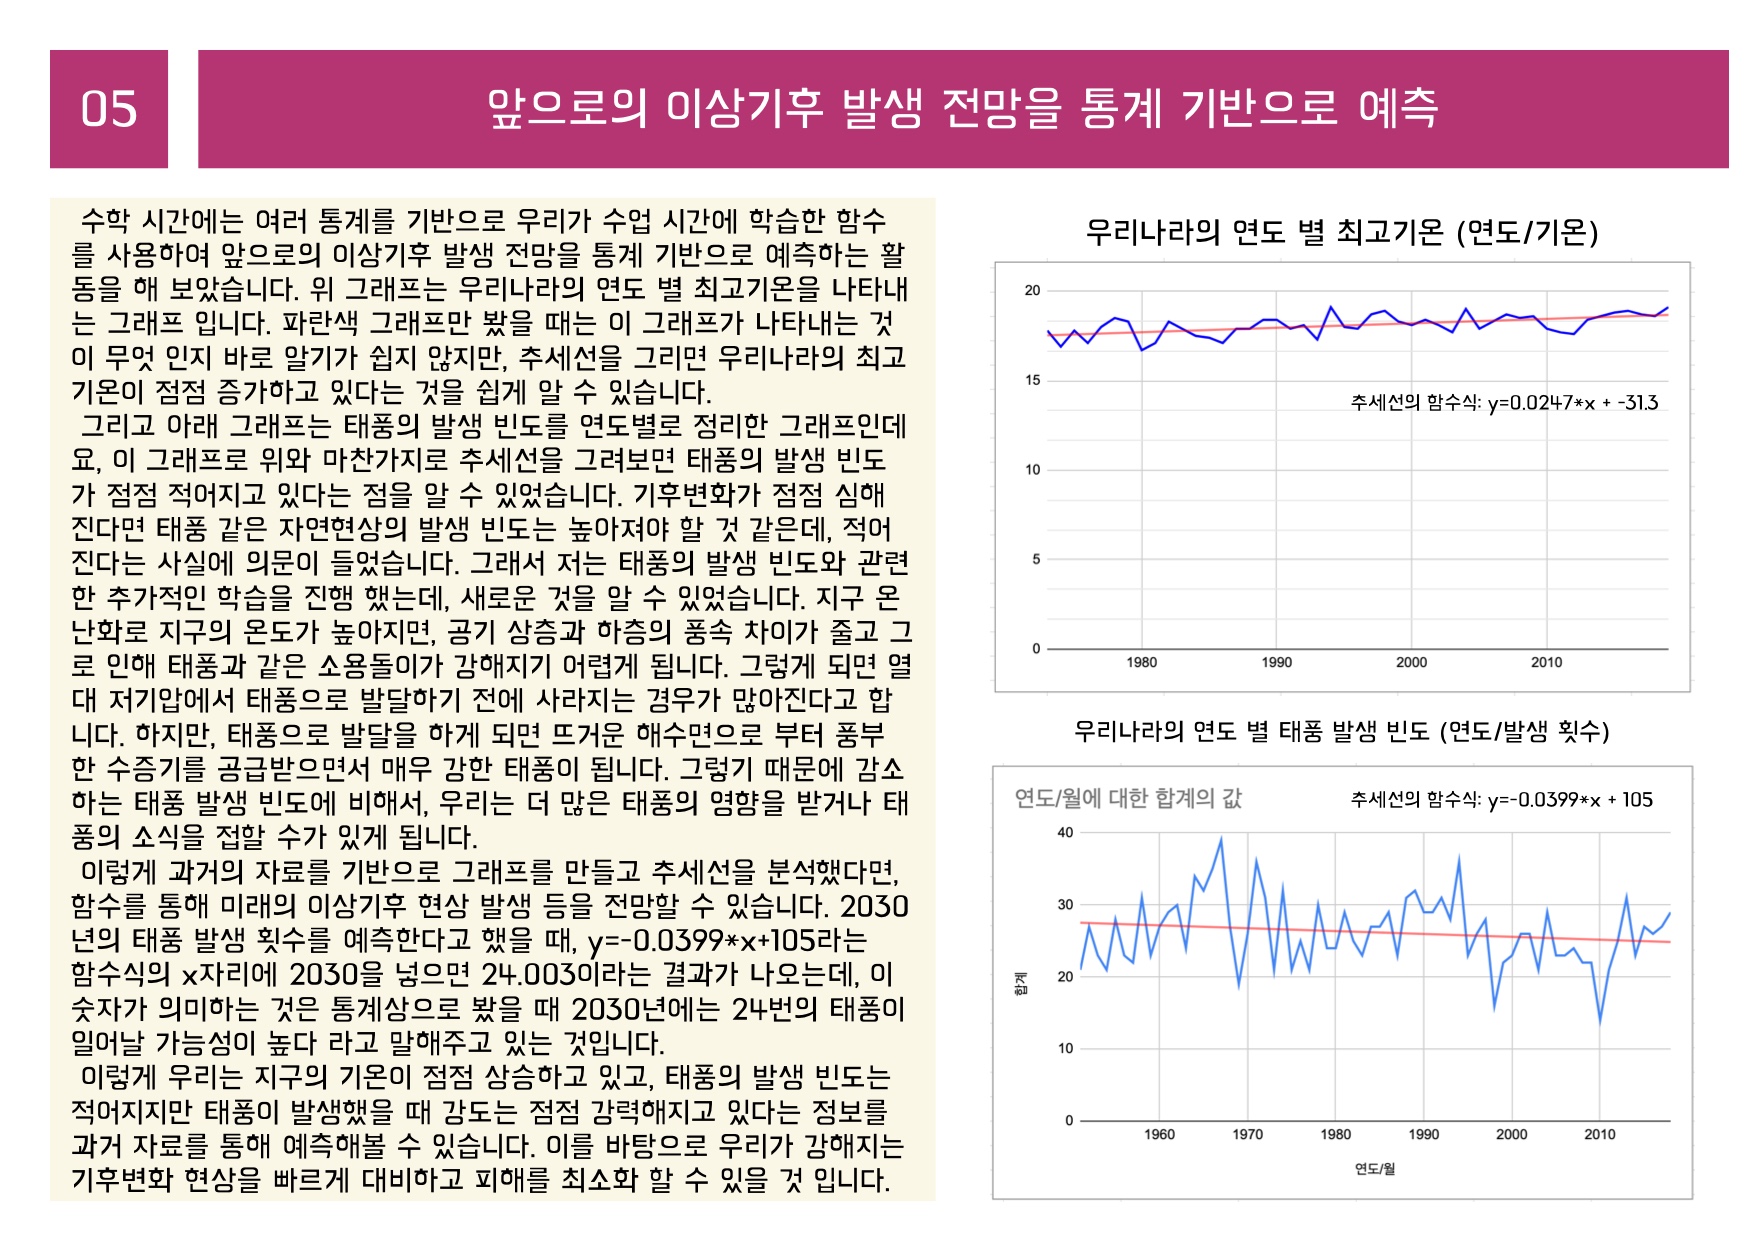 05
앞으로의 이상기후 발생 전망을 통계 기반으로 예측
수학 시간에는 여러 통계를 기반으로 우리가 수업 시간에 학습한 함수
를 사용하여 앞으로의 이상기후 발생 전망을 통계 기반으로 예측하는 활
동을 해 보았습니다. 위 그래프는 우리나라의 연도 별 최고기온을 나타내
는 그래프 입니다. 파란색 그래프만 봤을 때는 이 그래프가 나타내는 것
이 무엇 인지 바로 알기가 쉽지 않지만, 추세선을 그리면 우리나라의 최고
기온이 점점 증가하고 있다는 것을 쉽게 알 수 있습니다.
그리고 아래 그래프는 태풍의 발생 빈도를 연도별로 정리한 그래프인데
요, 이 그래프로 위와 마찬가지로 추세선을 그려보면 태풍의 발생 빈도
가 점점 적어지고 있다는 점을 알 수 있었습니다. 기후변화가 점점 심해
진다면 태풍 같은 자연현상의 발생 빈도는 높아져야 할 것 같은데, 적어
진다는 사실에 의문이 들었습니다. 그래서 저는 태풍의 발생 빈도와 관련
한 추가적인 학습을 진행 했는데, 새로운 것을 알 수 있었습니다. 지구 온
난화로 지구의 온도가 높아지면, 공기 상층과 하층의 풍속 차이가 줄고 그
로 인해 태풍과 같은 소용돌이가 강해지기 어렵게 됩니다. 그렇게 되면 열
대 저기압에서 태풍으로 발달하기 전에 사라지는 경우가 많아진다고 합
니다. 하지만, 태풍으로 발달을 하게 되면 뜨거운 해수면으로 부터 풍부
한 수증기를 공급받으면서 매우 강한 태풍이 됩니다. 그렇기 때문에 감소
하는 태풍 발생 빈도에 비해서, 우리는 더 많은 태풍의 영향을 받거나 태
풍의 소식을 접할 수가 있게 됩니다.
이렇게 과거의 자료를 기반으로 그래프를 만들고 추세선을 분석했다면,
함수를 통해 미래의 이상기후 현상 발생 등을 전망할 수 있습니다. 2030
년의 태풍 발생 횟수를 예측한다고 했을 때, y=-0.0399*x+105라는
함수식의 x자리에 2030을 넣으면 24.003이라는 결과가 나오는데, 이
숫자가 의미하는 것은 통계상으로 봤을 때 2030년에는 24번의 태풍이
일어날 가능성이 높다 라고 말해주고 있는 것입니다.
이렇게 우리는 지구의 기온이 점점 상승하고 있고, 태풍의 발생 빈도는
적어지지만 태풍이 발생했을 때 강도는 점점 강력해지고 있다는 정보를
과거 자료를 통해 예측해볼 수 있습니다. 이를 바탕으로 우리가 강해지는
기후변화 현상을 빠르게 대비하고 피해를 최소화 할 수 있을 것 입니다.
우리나라의 연도 별 최고기온 (연도/기온)
20
15
추세선의 함수식: y=0.0247*x + -31.3
10
5
0
1980 1990 2000 2010
우리나라의 연도 별 태풍 발생 빈도 (연도/발생 횟수)
연도/월에 대한 합계의 값
추세선의 함수식: y=-0.0399*x + 105
40
30
합계
20
10
0
1960 1970 1980 1990 2000 2010
연도/월